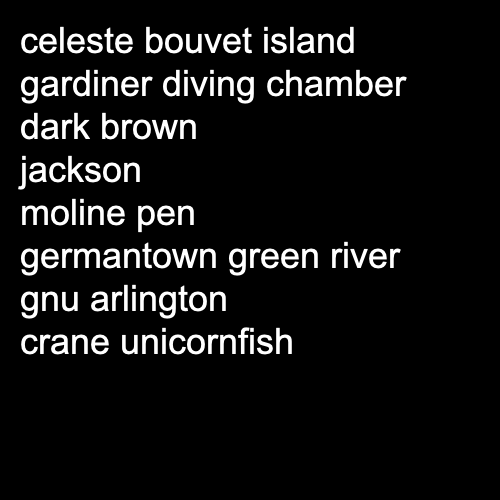 celeste bouvet island
gardiner diving chamber
dark brown
jackson
moline pen
germantown green river
gnu arlington
crane unicornfish